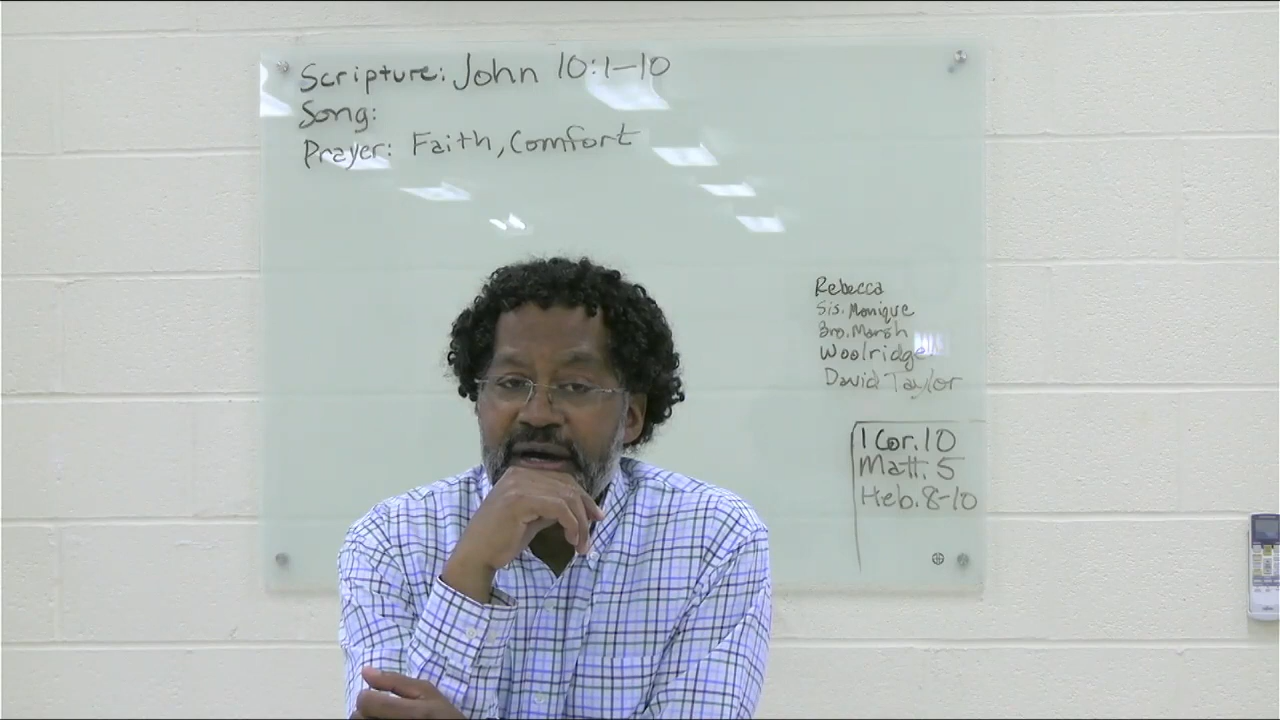 Scripture: John 10:1-10
Song:
Prayer: Faith, Comfort
Rebecca
Sis. Monique
Bro. Marsh
Woolridge
David Taylor
1 Cor. 10
Matt. 5
Heb. 8-10